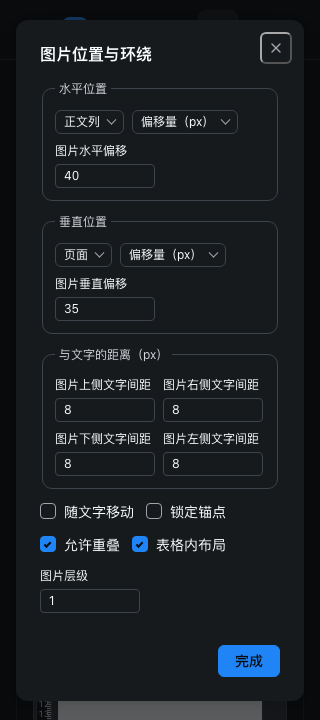 图片位置与环绕
水平位置
正文列 偏移量（px）
图片水平偏移
40
垂直位置
页面 偏移量（px）
图片垂直偏移
35
与文字的距离（px）
图片上侧文字间距 图片右侧文字间距
8 8
图片下侧文字间距 图片左侧文字间距
8 8
随文字移动 锁定锚点
允许重叠 表格内布局
图片层级
1
完成